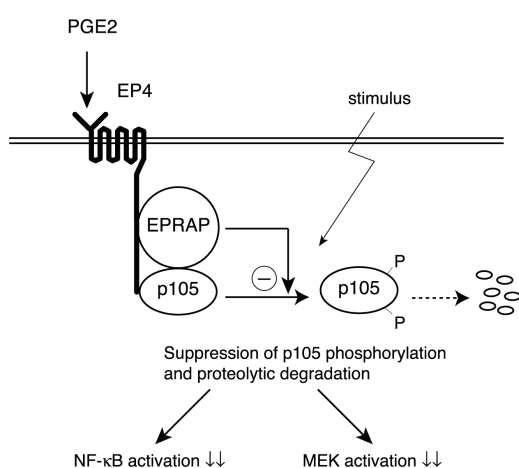 PGE2
EP4
stimulus
EPRAP
p105
−
p105
P
P
Suppression of p105 phosphorylation
and proteolytic degradation
NF-κB activation ↓↓
MEK activation ↓↓